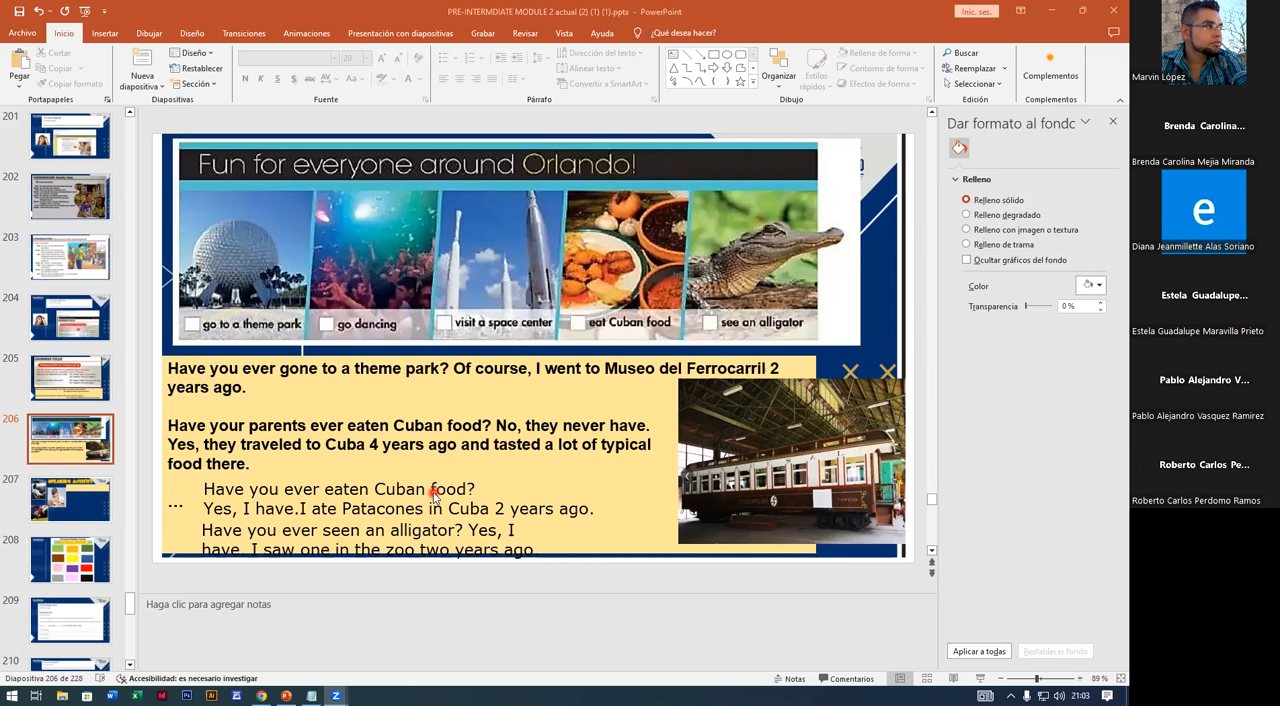 PRE-INTERMDIATE MODULE 2 actual (2) (1) (1).pptx - PowerPoint
Inic. ses.
Archivo Inicio Insertar Dibujar Diseño Transiciones Animaciones Presentación con diapositivas Grabar Revisar Vista Ayuda ¿Qué desea hacer?
Pegar
Cortar
Copiar
Copiar formato
Portapapeles
Nueva
diapositiva
Diseño
Restablecer
Sección
Diapositivas
20
N K S S
Fuente
Dirección del texto
Alinear texto
Convertir a SmartArt
Párrafo
Organizar
Estilos
rápidos
Relleno de forma
Contorno de forma
Efectos de forma
Dibujo
Buscar
Reemplazar
Seleccionar
Edición
Complementos
Complementos
201
202
203
204
205
206
207
208
209
210
Fun for everyone around Orlando!
go to a theme park
go dancing
visit a space center
eat Cuban food
see an alligator
Have you ever gone to a theme park? Of course, I went to Museo del Ferrocarril 2
years ago.
Have your parents ever eaten Cuban food? No, they never have.
Yes, they traveled to Cuba 4 years ago and tasted a lot of typical
food there.
Have you ever eaten Cuban food?
... Yes, I have.I ate Patacones in Cuba 2 years ago.
Have you ever seen an alligator? Yes, I
have. I saw one in the zoo two years ago.
Haga clic para agregar notas
Dar formato al fondc
Relleno
Relleno sólido
Relleno degradado
Relleno con imagen o textura
Relleno de trama
Ocultar gráficos del fondo
Color
Transparencia 0 %
Aplicar a todas Restablecer fondo
Diapositiva 206 de 228 Accesibilidad: es necesario investigar
Notas Comentarios 89 %
21:03
Marvin López
Brenda Carolina...
Brenda Carolina Mejia Miranda
e
Diana Jeanmillette Alas Soriano
Estela Guadalupe...
Estela Guadalupe Maravilla Prieto
Pablo Alejandro V...
Pablo Alejandro Vasquez Ramirez
Roberto Carlos Pe...
Roberto Carlos Perdomo Ramos